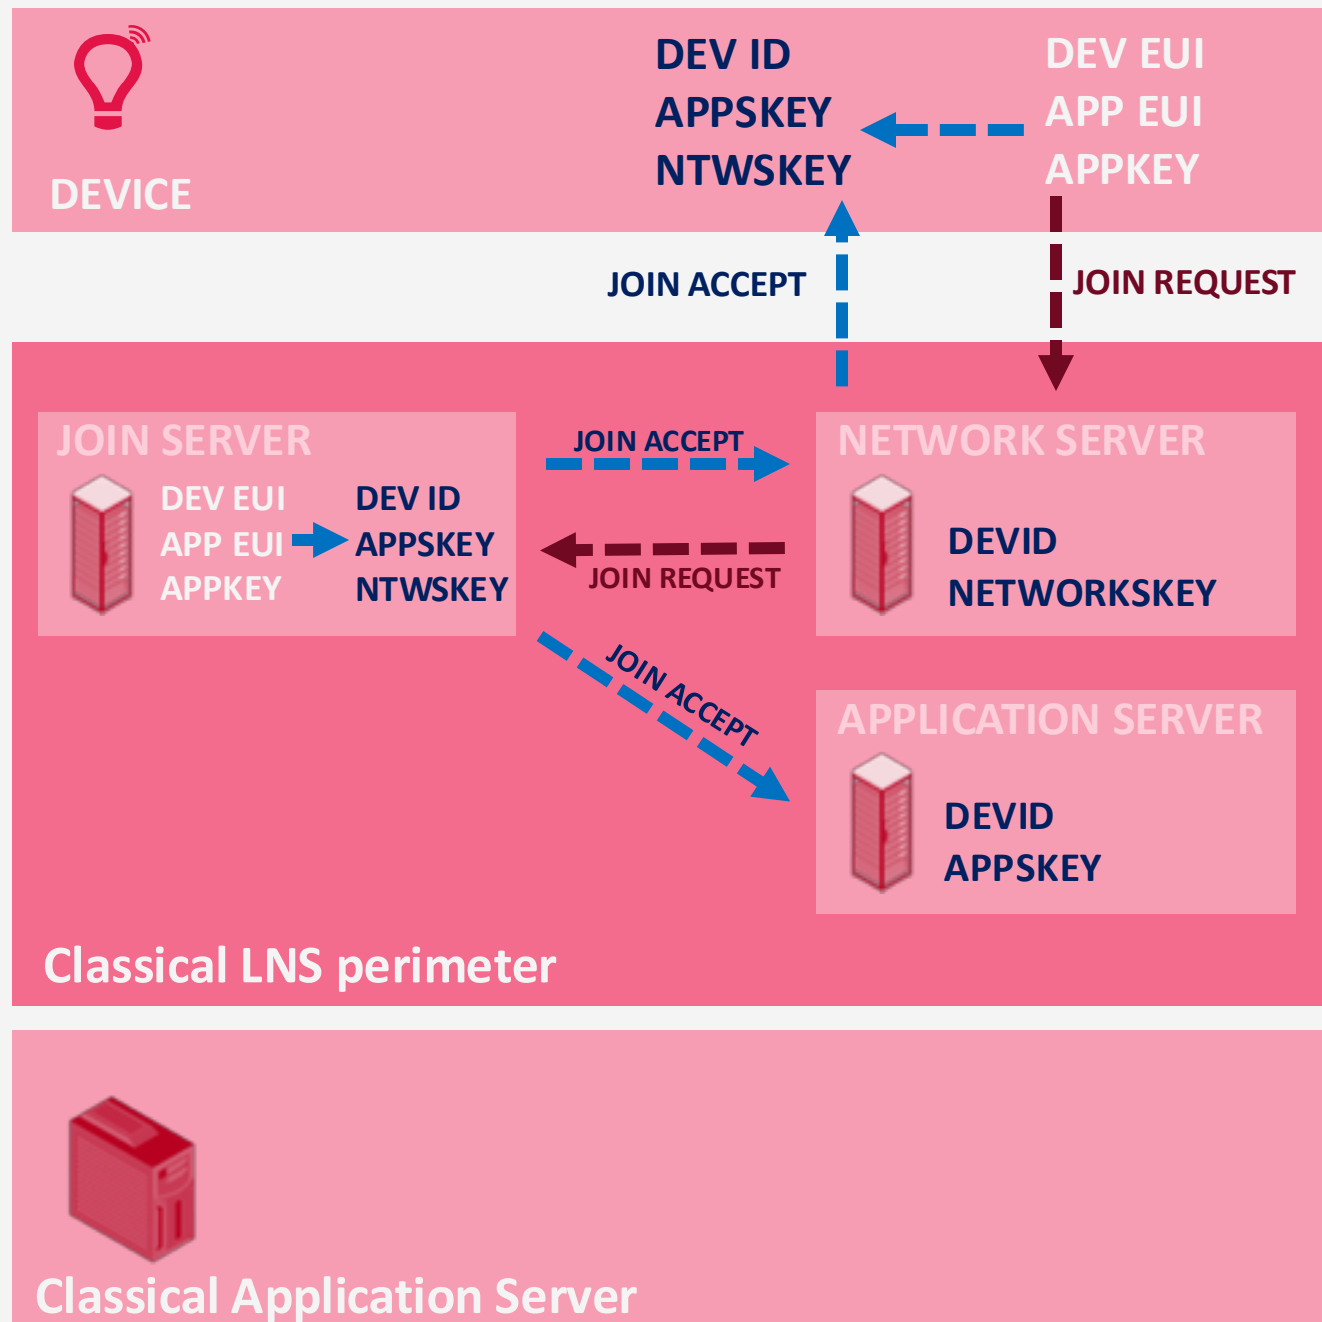 DEVICE
DEV ID
APPSKEY
NTWSKEY
DEV EUI
APP EUI
APPKEY
JOIN ACCEPT
JOIN REQUEST
JOIN SERVER
DEV EUI
APP EUI
APPKEY
DEV ID
APPSKEY
NTWSKEY
JOIN ACCEPT
JOIN REQUEST
JOIN ACCEPT
NETWORK SERVER
DEVID
NETWORKSKEY
APPLICATION SERVER
DEVID
APPSKEY
Classical LNS perimeter
Classical Application Server